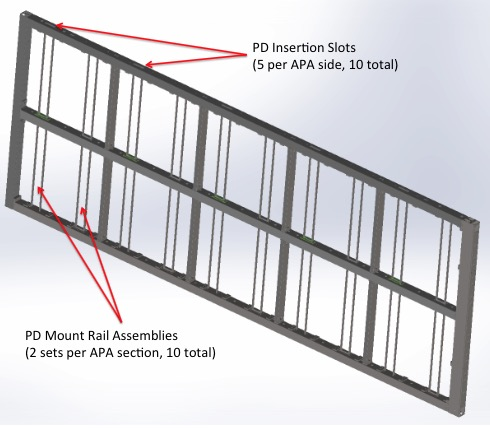 PD Insertion Slots
(5 per APA side, 10 total)
PD Mount Rail Assemblies
(2 sets per APA section, 10 total)